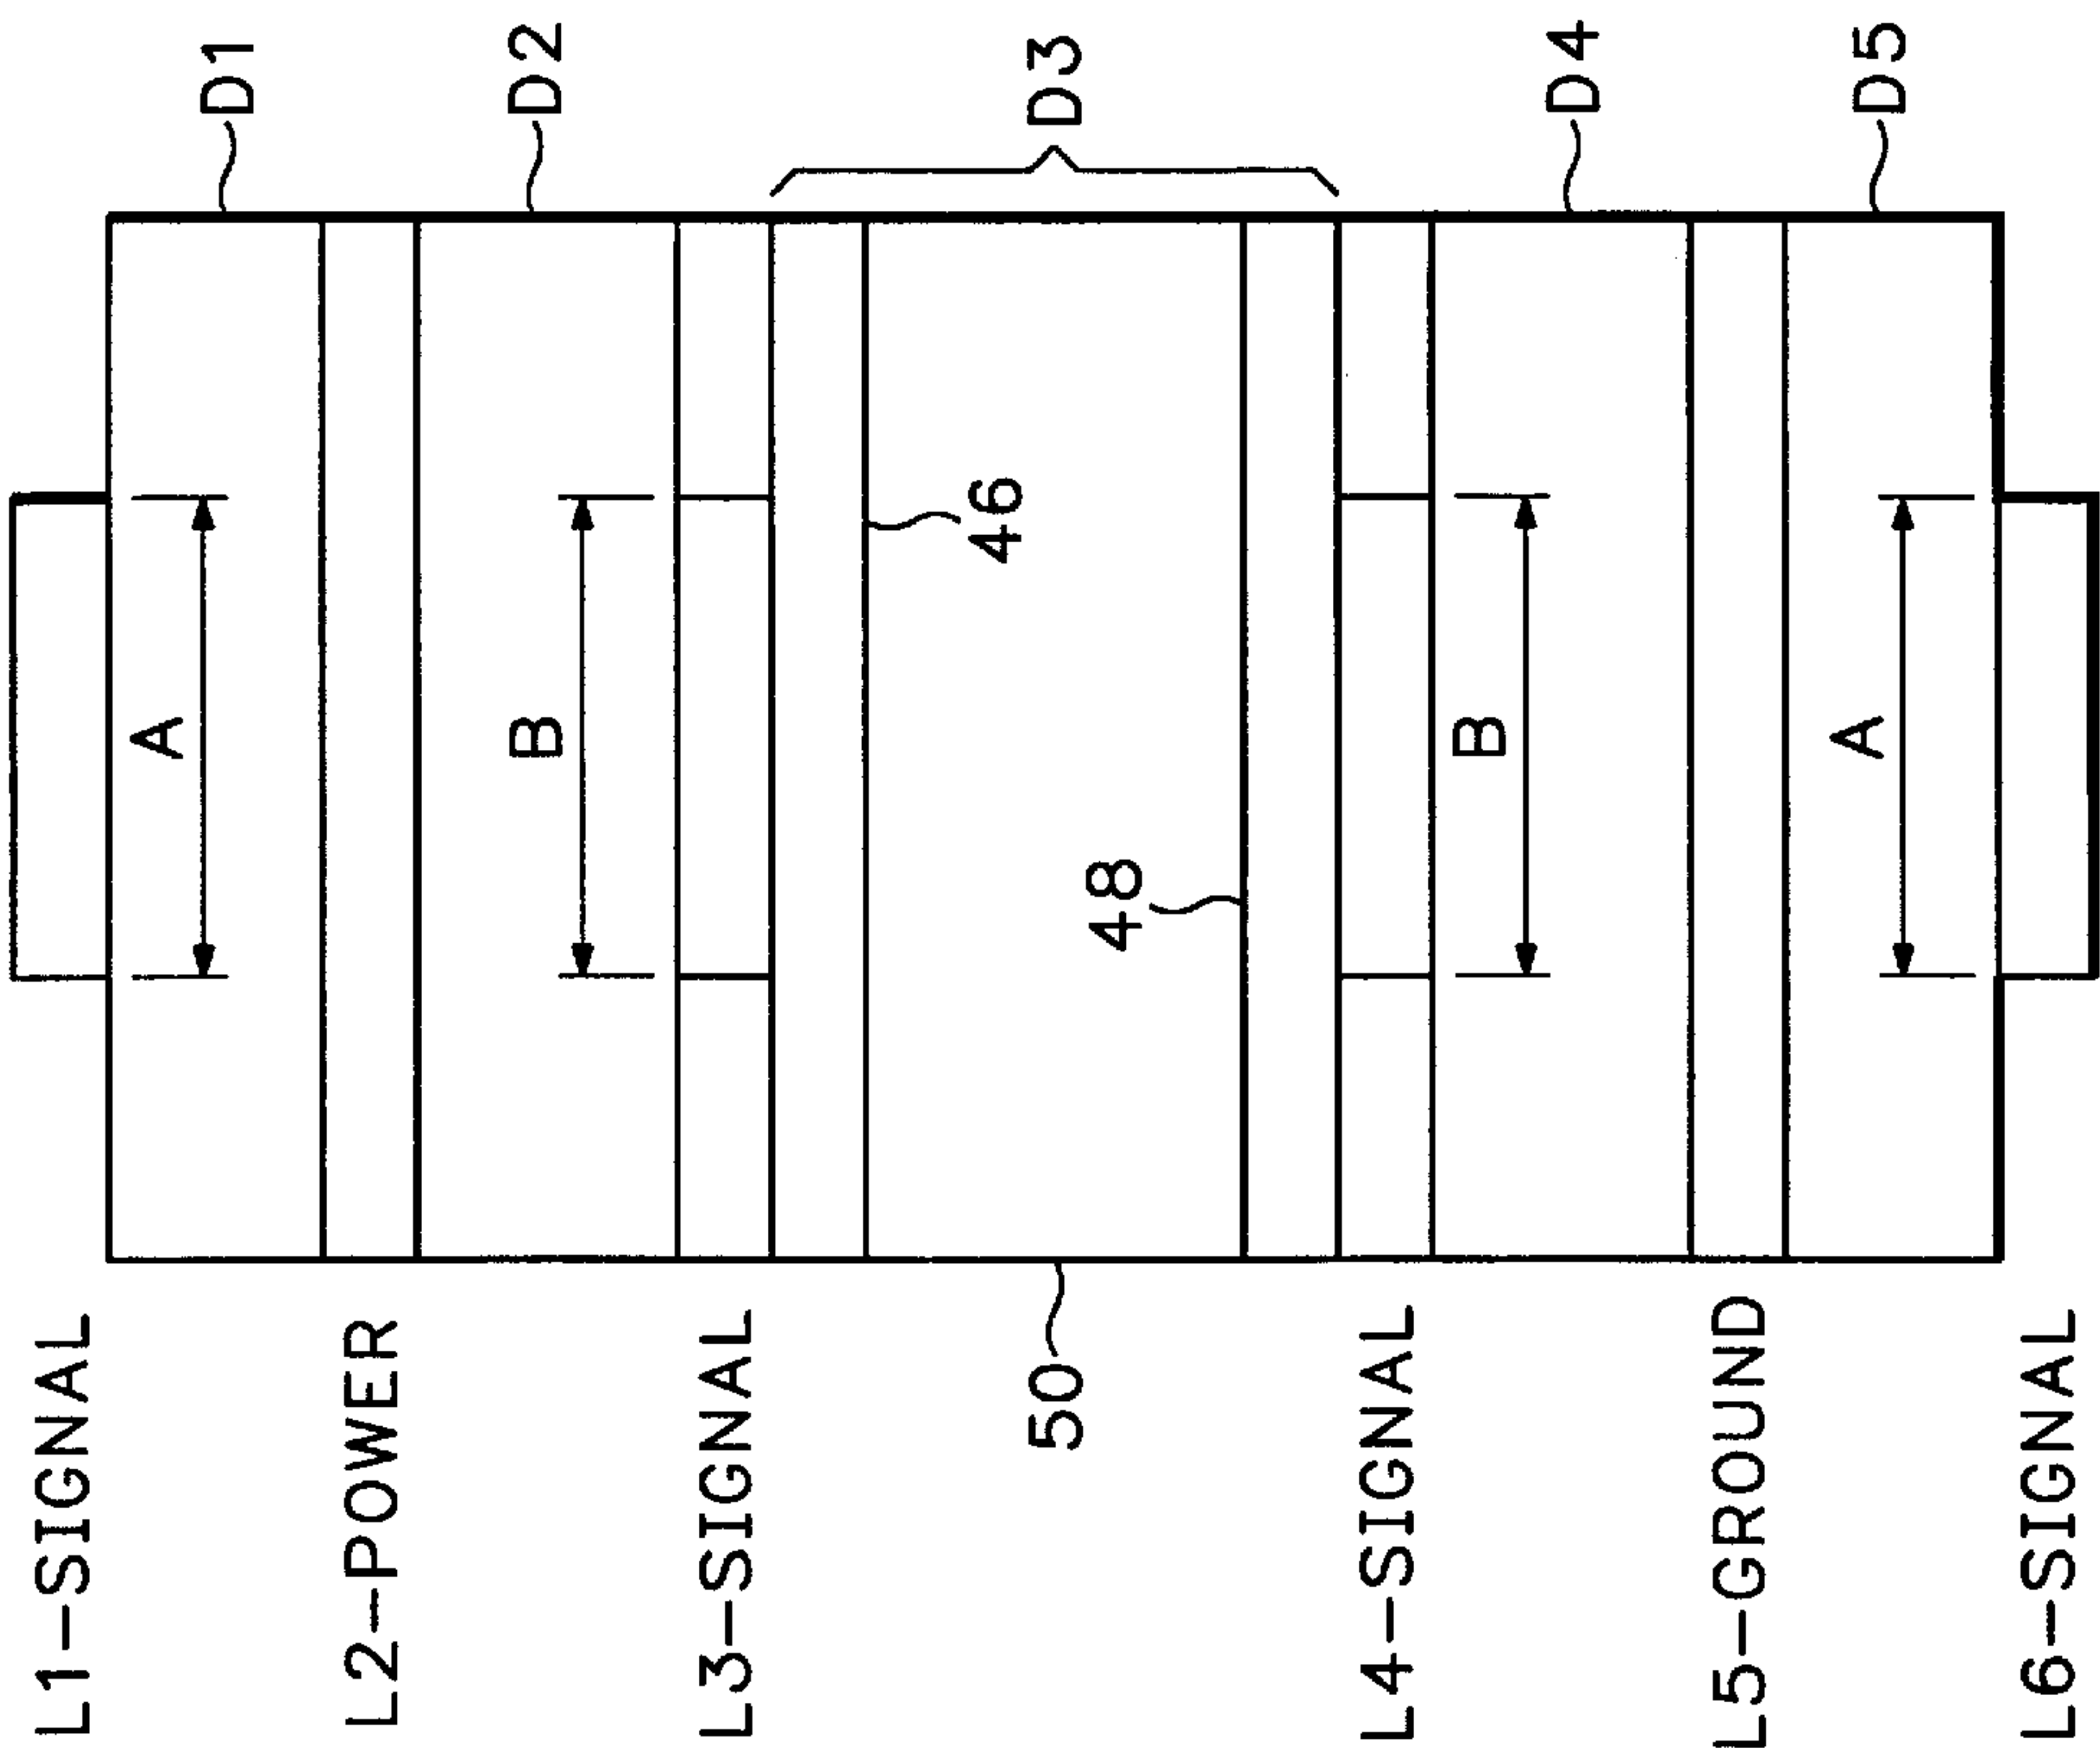 L1-SIGNAL
A
D1
L2-POWER
D2
B
L3-SIGNAL
46
50
D3
48
L4-SIGNAL
B
D4
L5-GROUND
D5
A
L6-SIGNAL